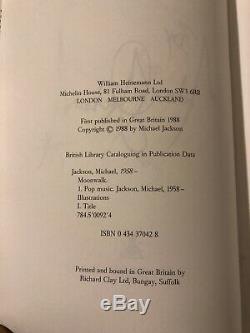 William Heinemann Ltd
Michelin House, 81 Fulham Road, London SW3 6RB
LONDON MELBOURNE AUCKLAND
First published in Great Britain 1988
Copyright © 1988 by Michael Jackson
British Library Cataloguing in Publication Data
Jackson, Michael, 1958–
Moonwalk.
1. Pop music. Jackson, Michael, 1958–
Illustrations
I. Title
784.5'0092'4
ISBN 0 434 37042 8
Printed and bound in Great Britain by
Richard Clay Ltd, Bungay, Suffolk